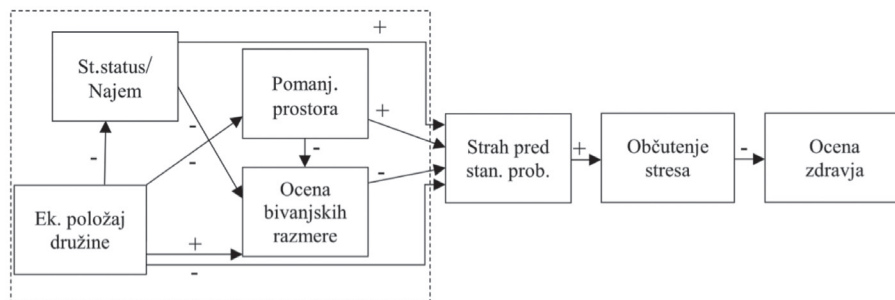 St.status/
Najem
Pomanj.
prostora
Ek. položaj
družine
Ocena
bivanjskih
razmere
Strah pred
stan. prob.
Občutenje
stresa
Ocena
zdravja
+
-
-
-
-
+
-
+
-
+
-